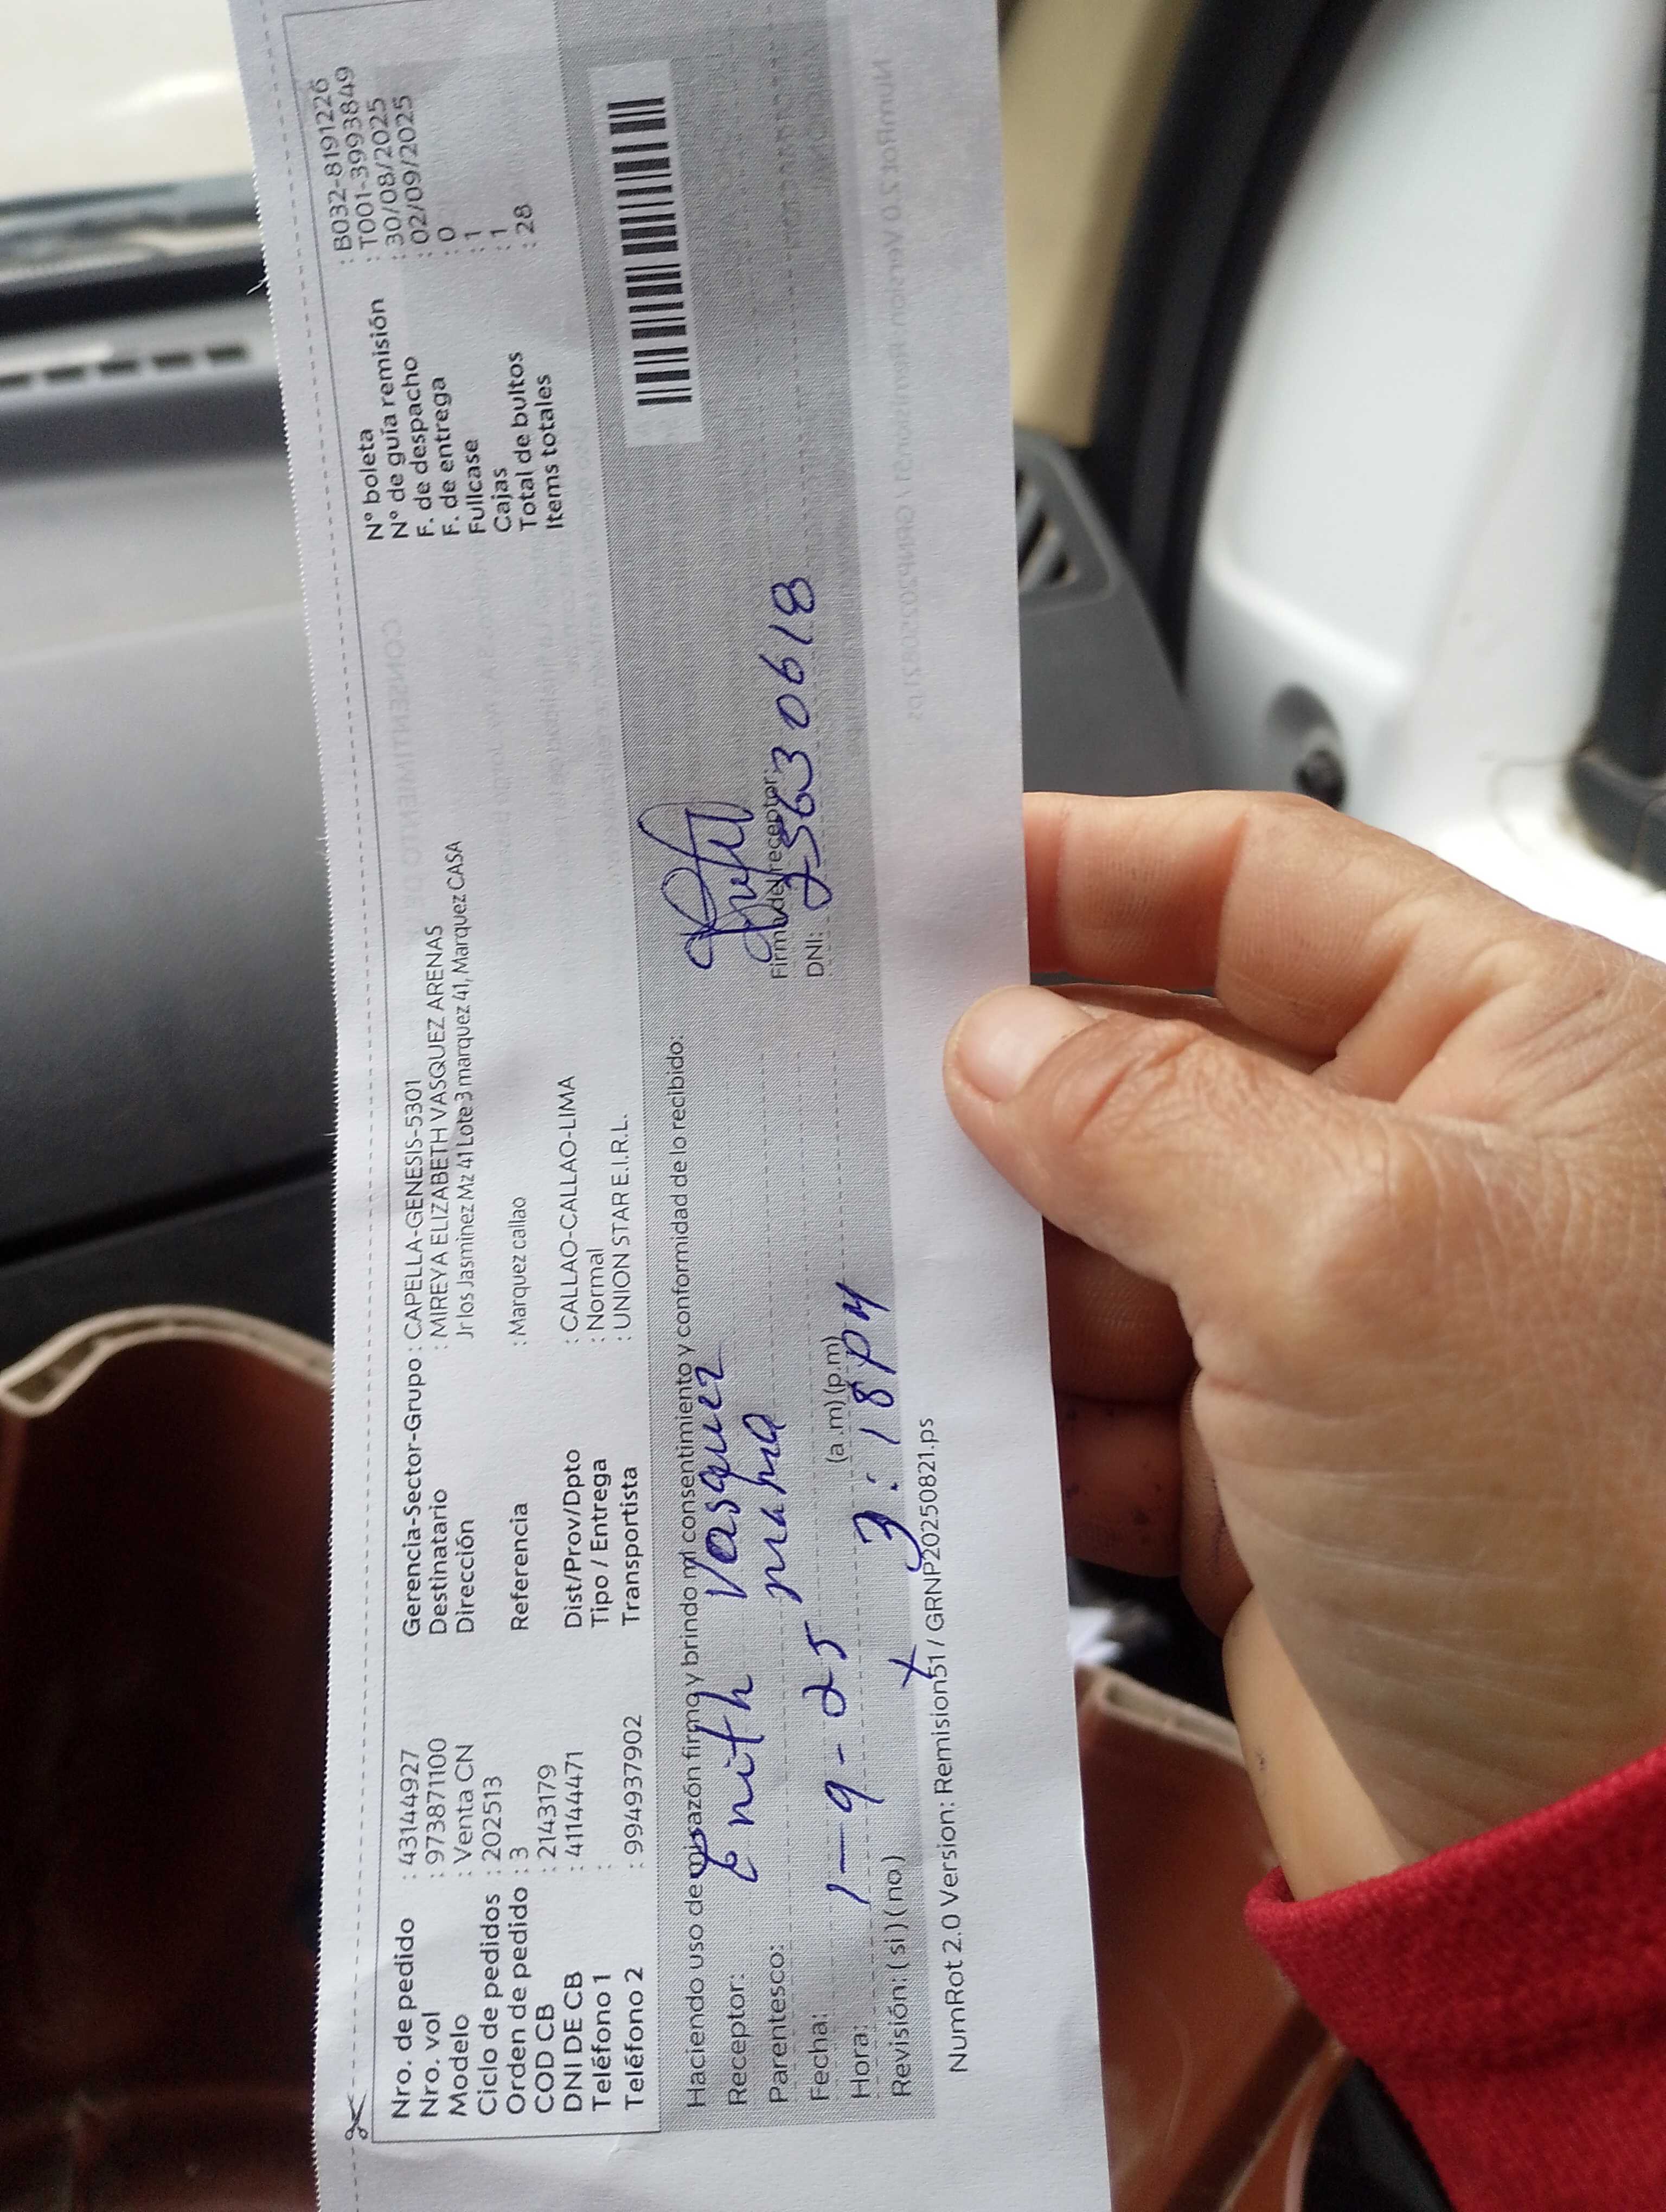 Nro. de pedido : 43144927
Nro. vol : 9738871100
Modelo : Venta CN
Ciclo de pedidos : 202513
Orden de pedido : 3
COD CB : 2143179
DNI DE CB : 41144471
Teléfono 1 :
Teléfono 2 : 994937902
Gerencia-Sector-Grupo : CAPELLA-GENESIS-5301
Destinatario : MIREYA ELIZABETH VASQUEZ ARENAS
Dirección Jr los Jasminez Mz 41 Lote 3 marquez 41, Marquez CASA
Referencia : Marquez callao
Dist/Prov/Dpto : CALLAO-CALLAO-LIMA
Tipo / Entrega : Normal
Transportista : UNION STAR E.I.R.L.
N° boleta : B032-8191226
N° de guía remisión : T001-3993849
F. de despacho : 30/08/2025
F. de entrega : 02/09/2025
Fullcase : 0
Cajas : 1
Total de bultos : 1
Items totales : 28
Haciendo uso de mi razón firmo y brindo mi consentimiento y conformidad de lo recibido:
Receptor: Enith Vasquez
Parentesco: mama
Fecha: 1-9-25
Hora: 3:18 PM (a.m)(p.m)
Revisión: ( si ) ( no ) X
Firma del receptor:
DNI: 25630618
NumRot 2.0 Version: Remision51 / GRNP20250821.ps